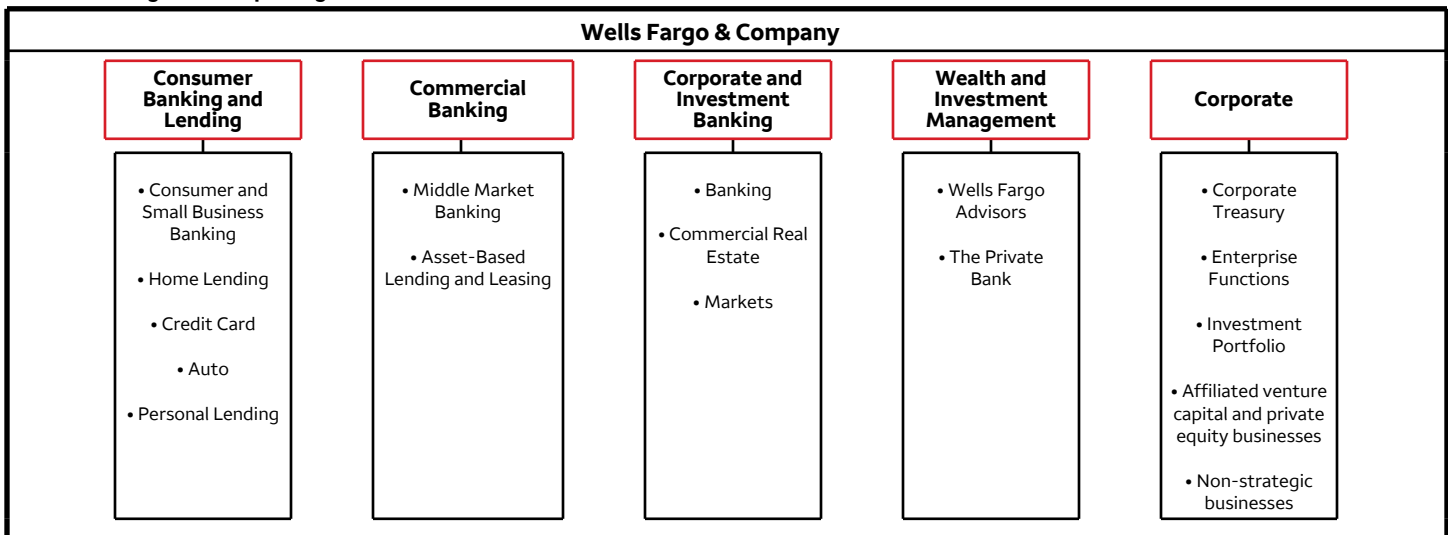 Wells Fargo & Company
Consumer
Banking and
Lending
• Consumer and
Small Business
Banking
• Home Lending
• Credit Card
• Auto
• Personal Lending
Commercial
Banking
• Middle Market
Banking
• Asset-Based
Lending and Leasing
Corporate and
Investment
Banking
• Banking
• Commercial Real
Estate
• Markets
Wealth and
Investment
Management
• Wells Fargo
Advisors
• The Private
Bank
Corporate
• Corporate
Treasury
• Enterprise
Functions
• Investment
Portfolio
• Affiliated venture
capital and private
equity businesses
• Non-strategic
businesses